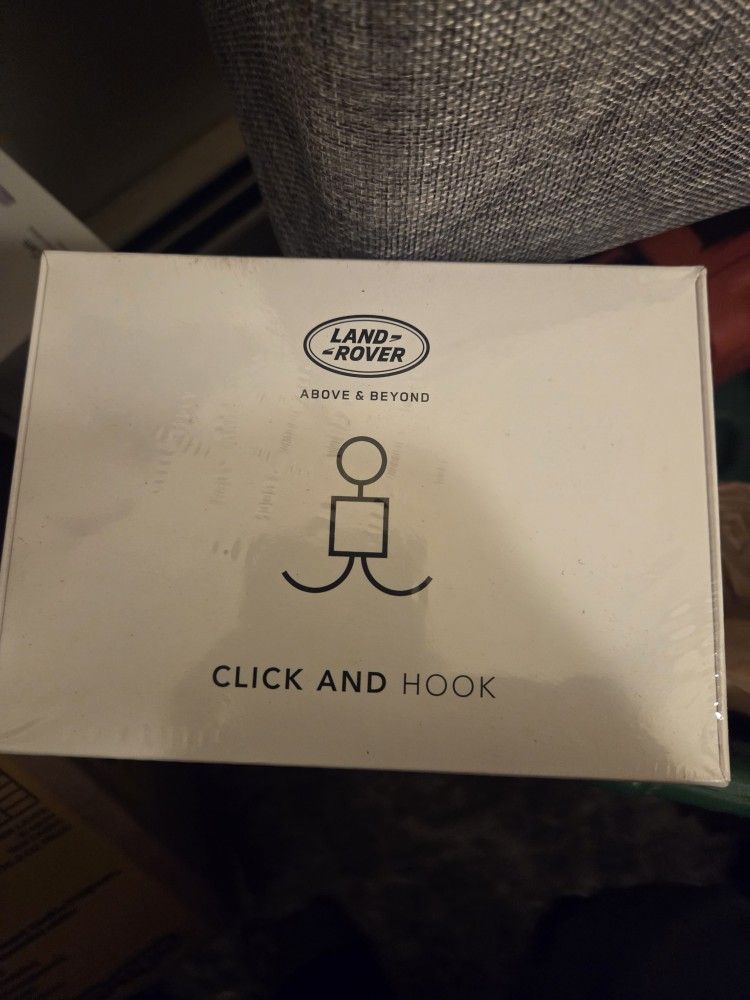 LAND-
-ROVER
ABOVE & BEYOND
CLICK AND HOOK